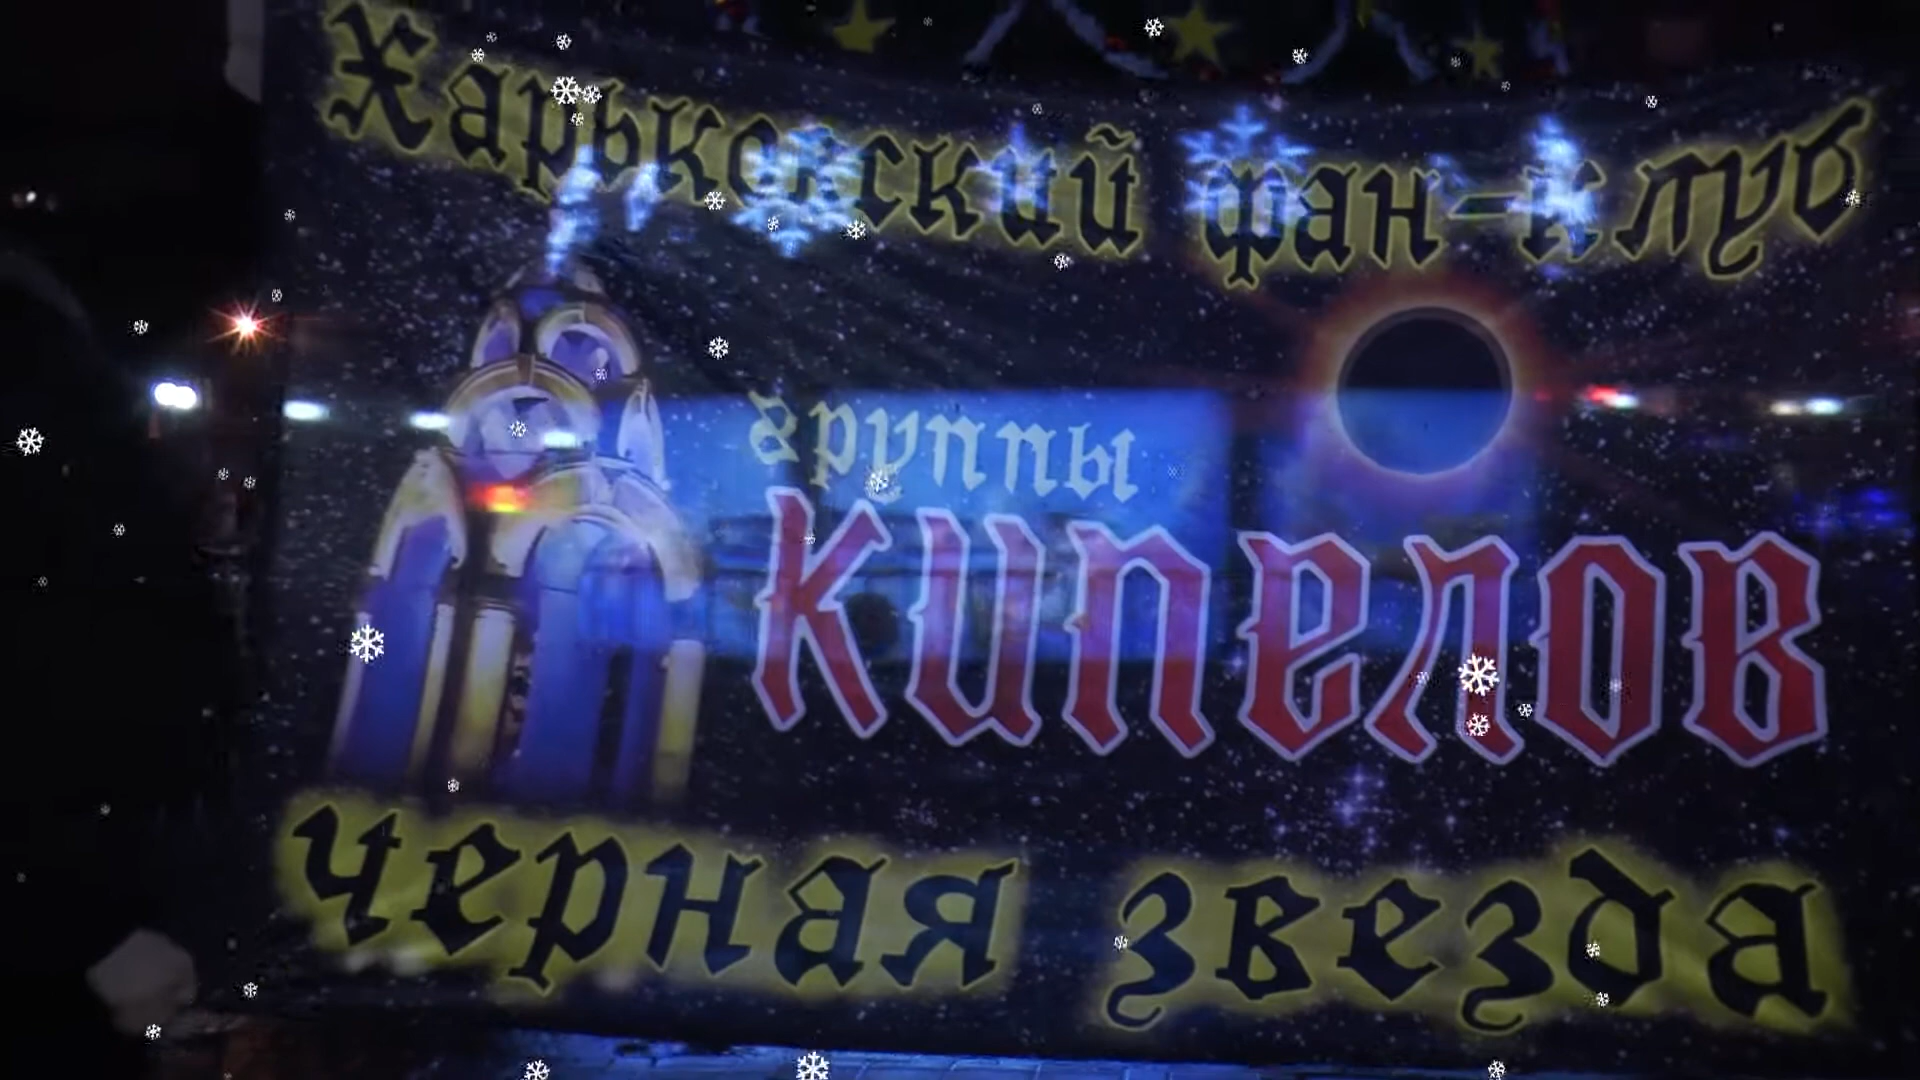 Харьковский фан-клуб
группы
кипелов
черная звезда